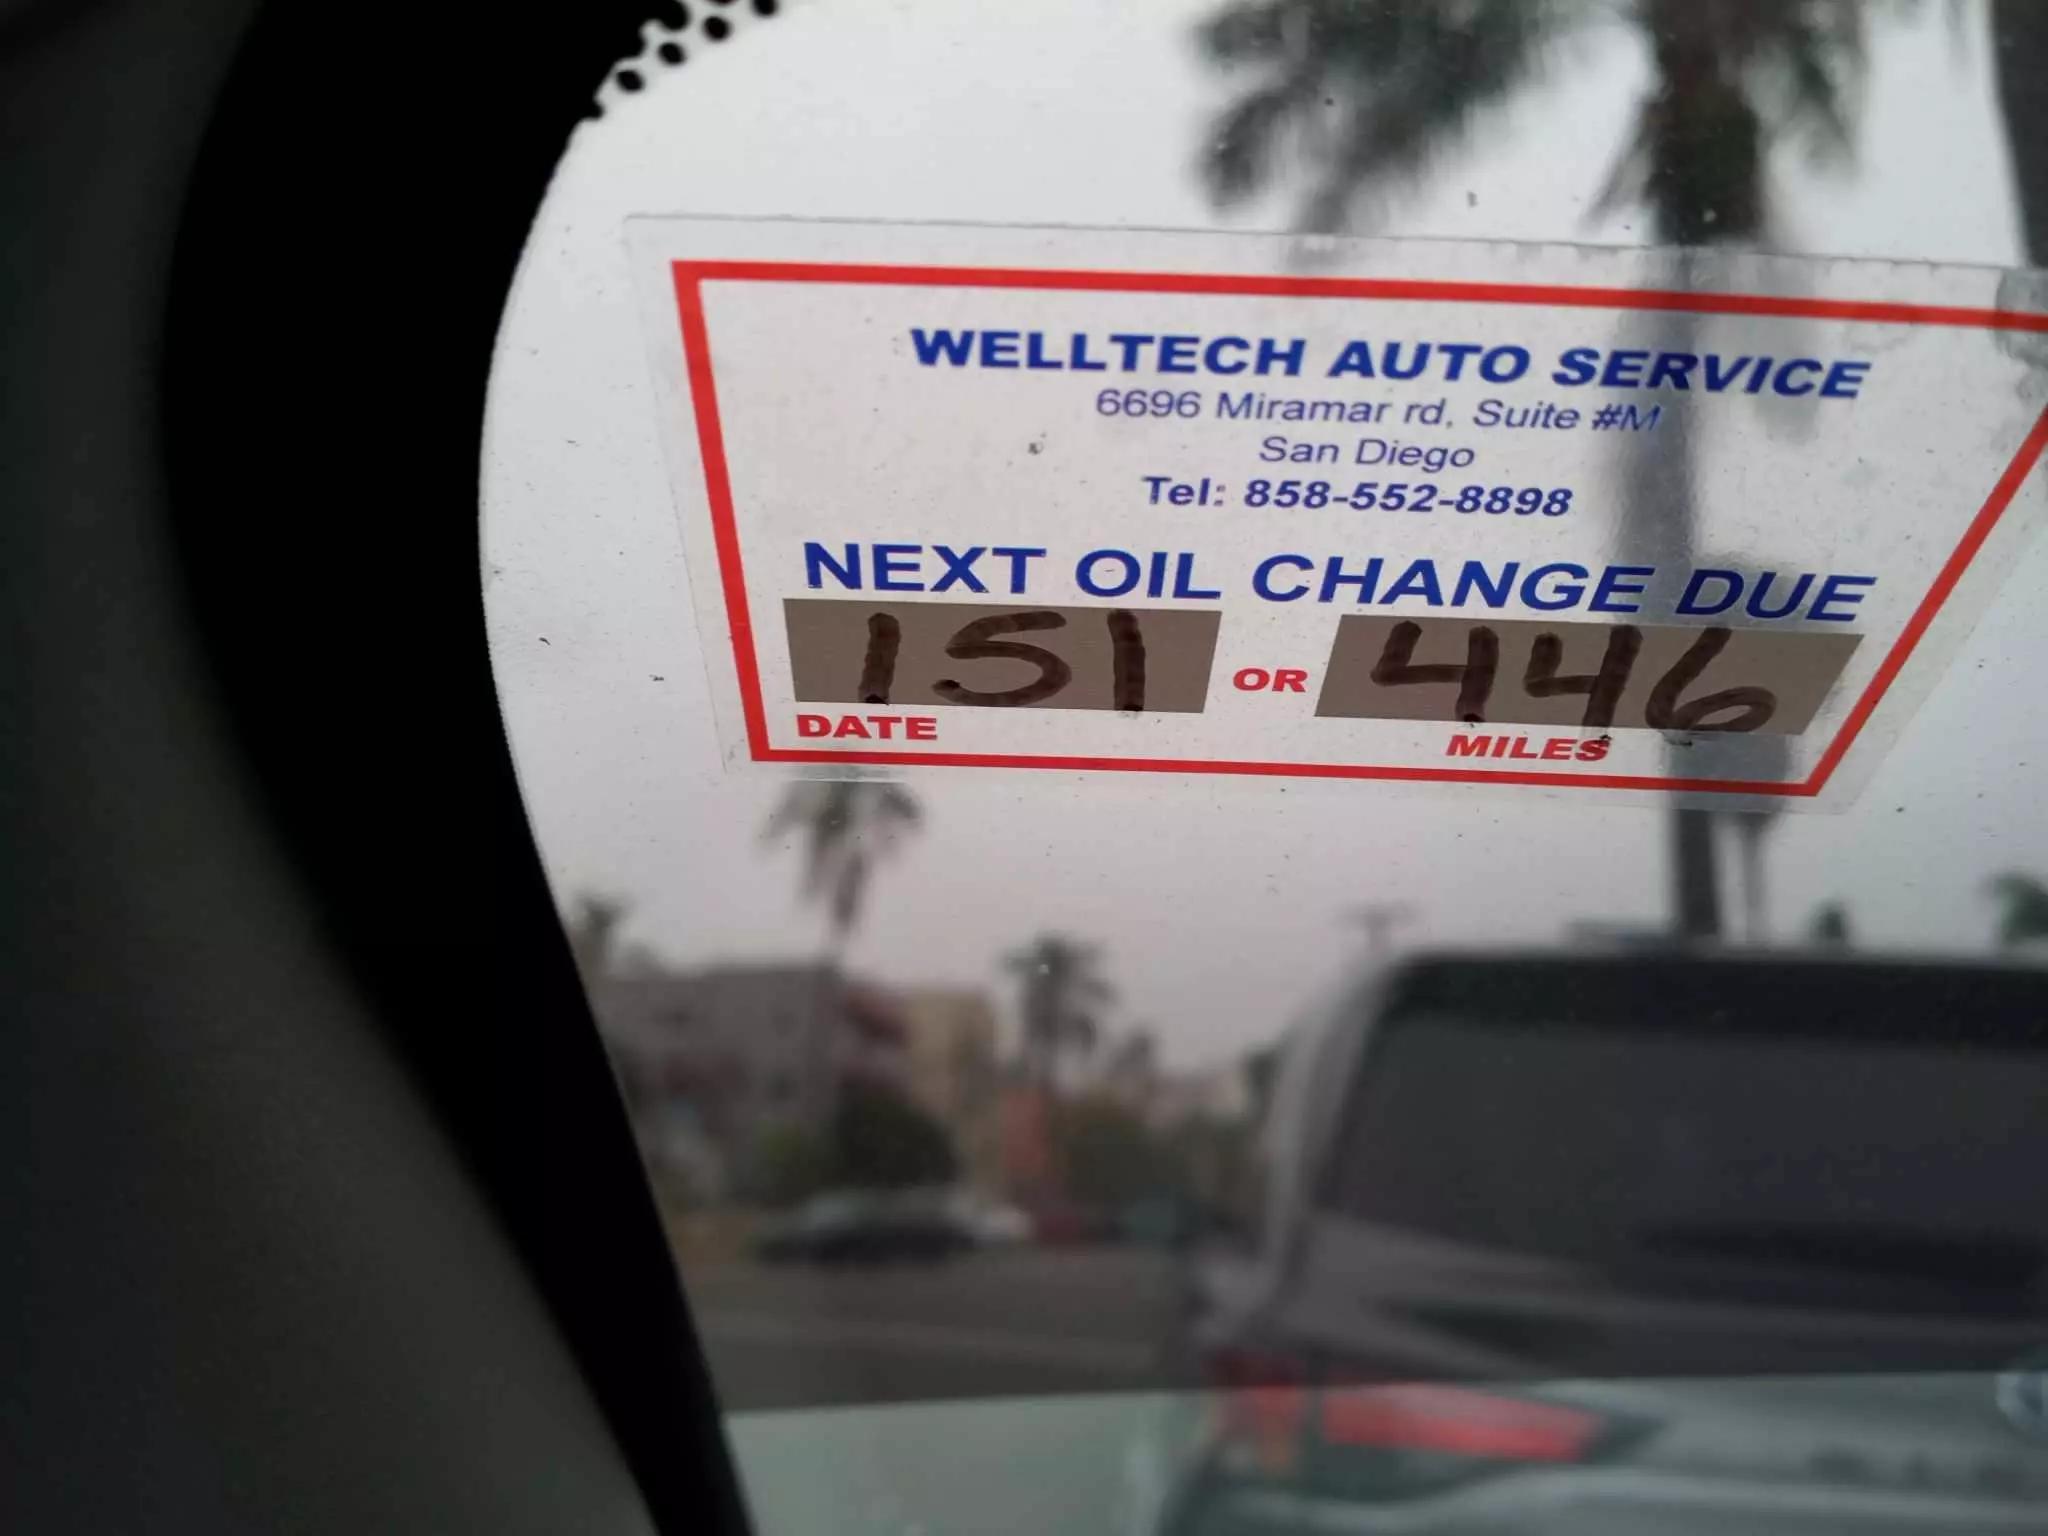 WELLTECH AUTO SERVICE
6696 Miramar rd, Suite #M
San Diego
Tel: 858-552-8898
NEXT OIL CHANGE DUE
151 OR 446
DATE MILES